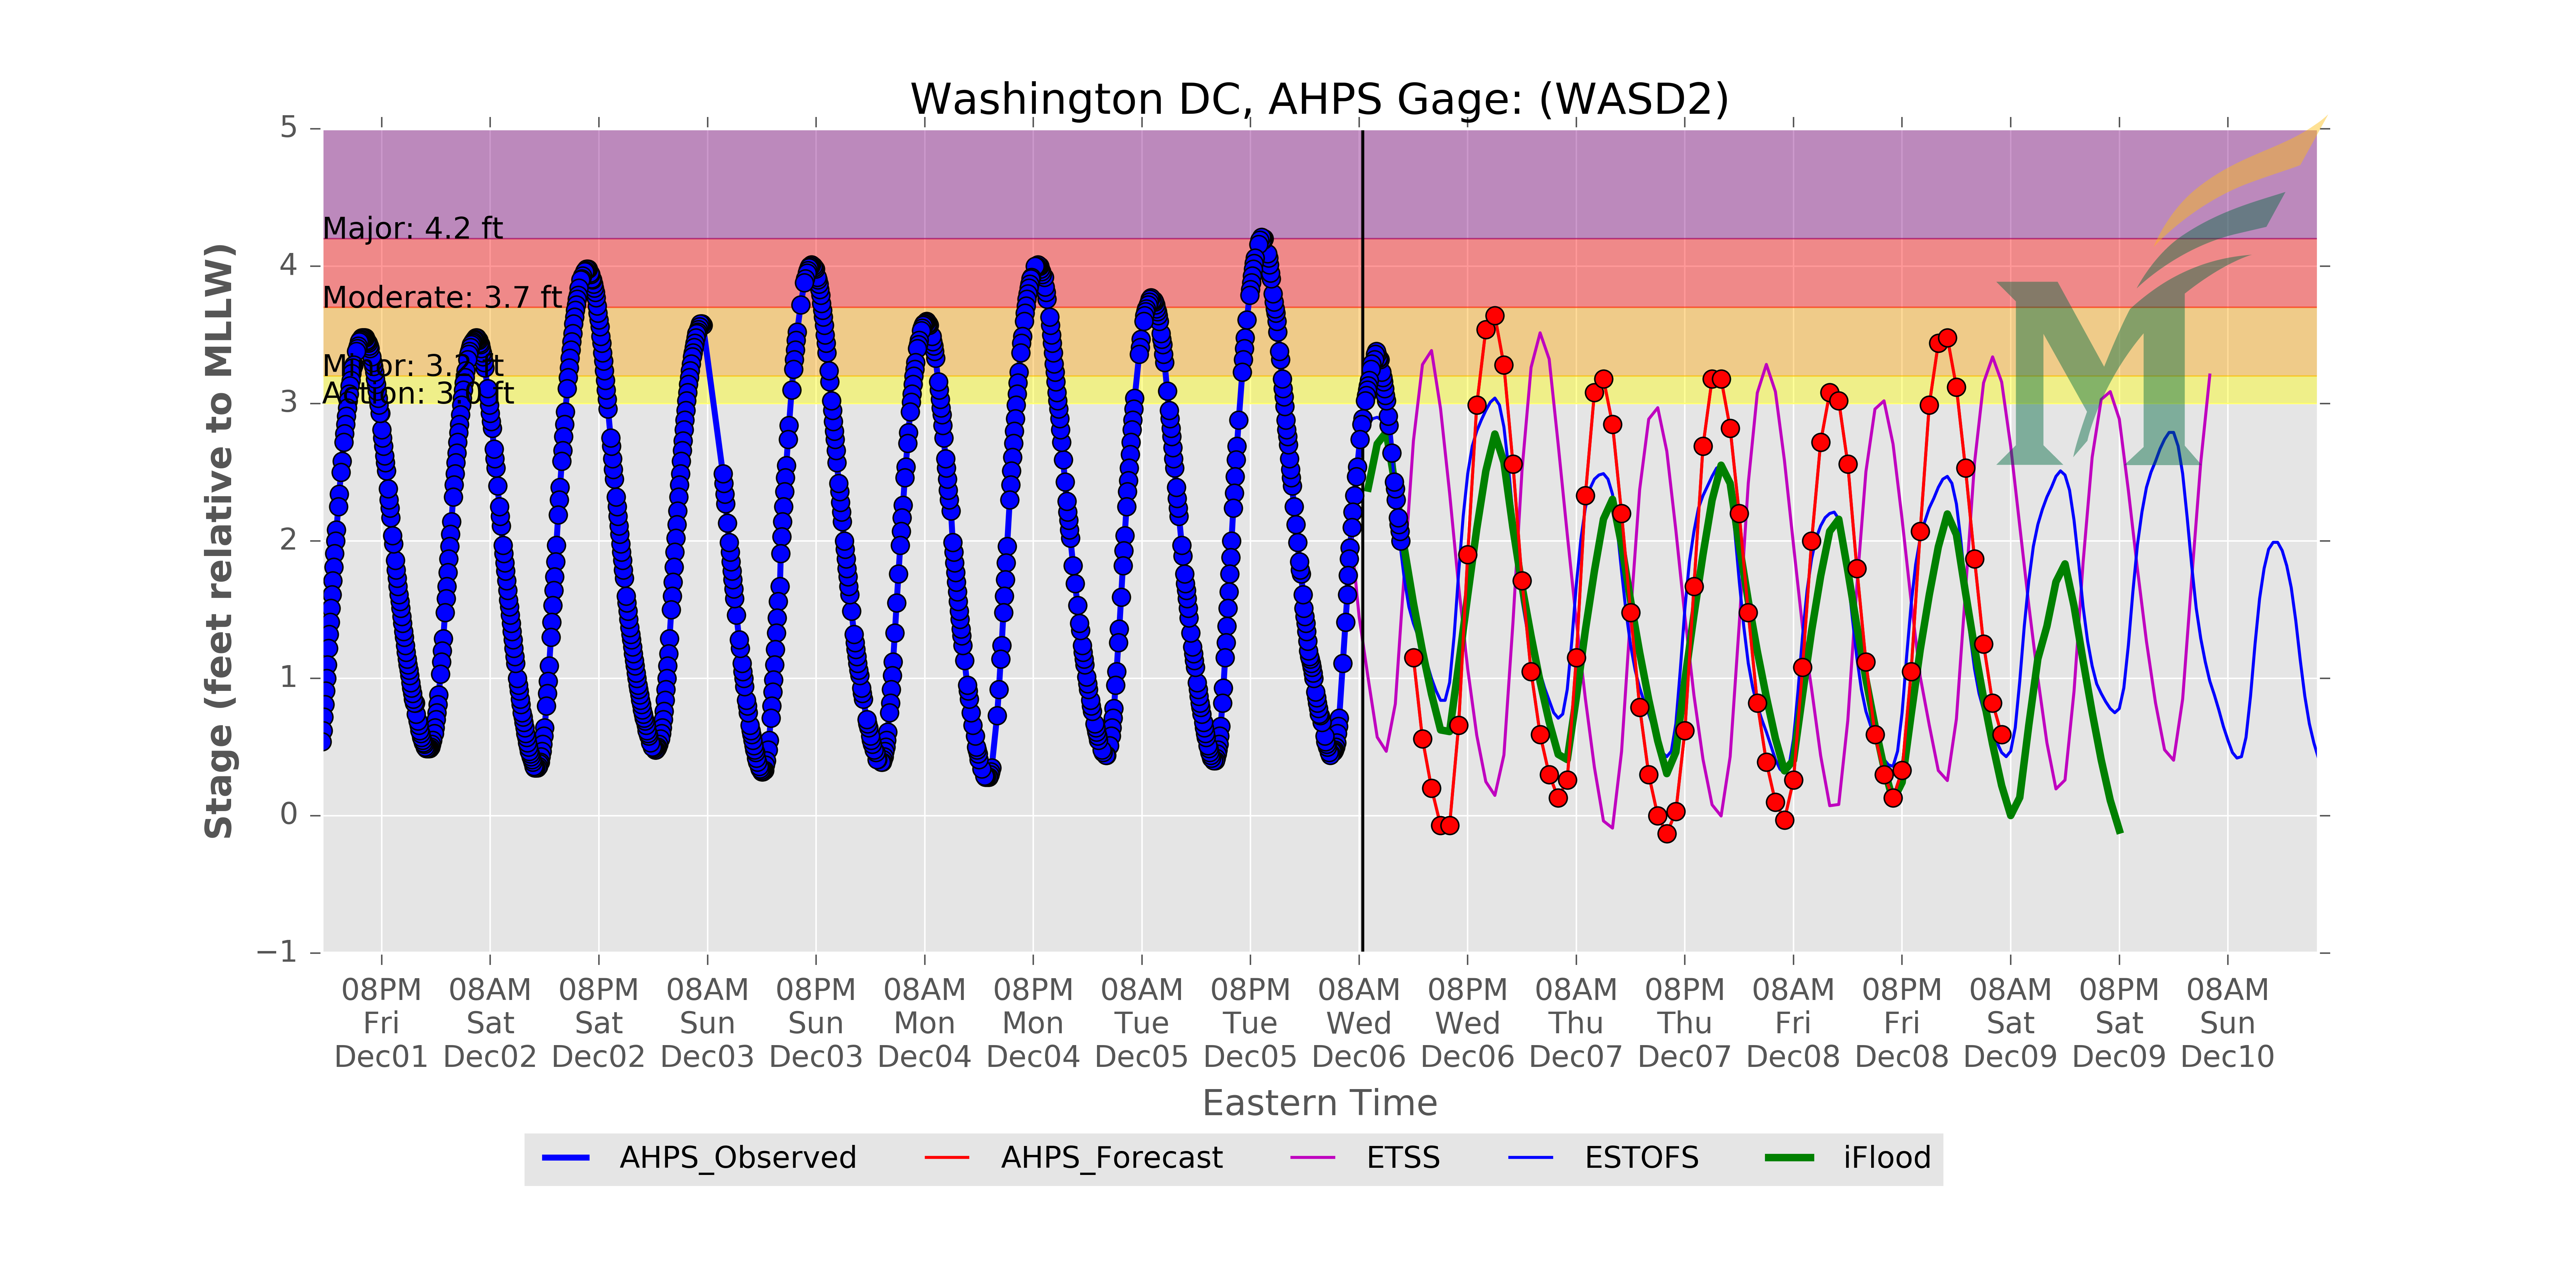 Washington DC, AHPS Gage: (WASD2)
5
4
3
2
1
0
−1
Stage (feet relative to MLLW)
Major: 4.2 ft
Moderate: 3.7 ft
Minor: 3.2 ft
Action: 3.0 ft
08PM 08AM 08PM 08AM 08PM 08AM 08PM 08AM 08PM 08AM 08PM 08AM 08PM 08AM 08PM 08AM 08PM 08AM
Fri Sat Sat Sun Sun Mon Mon Tue Tue Wed Wed Thu Thu Fri Fri Sat Sat Sun
Dec01 Dec02 Dec02 Dec03 Dec03 Dec04 Dec04 Dec05 Dec05 Dec06 Dec06 Dec07 Dec07 Dec08 Dec08 Dec09 Dec09 Dec10
Eastern Time
AHPS_Observed AHPS_Forecast ETSS ESTOFS iFlood